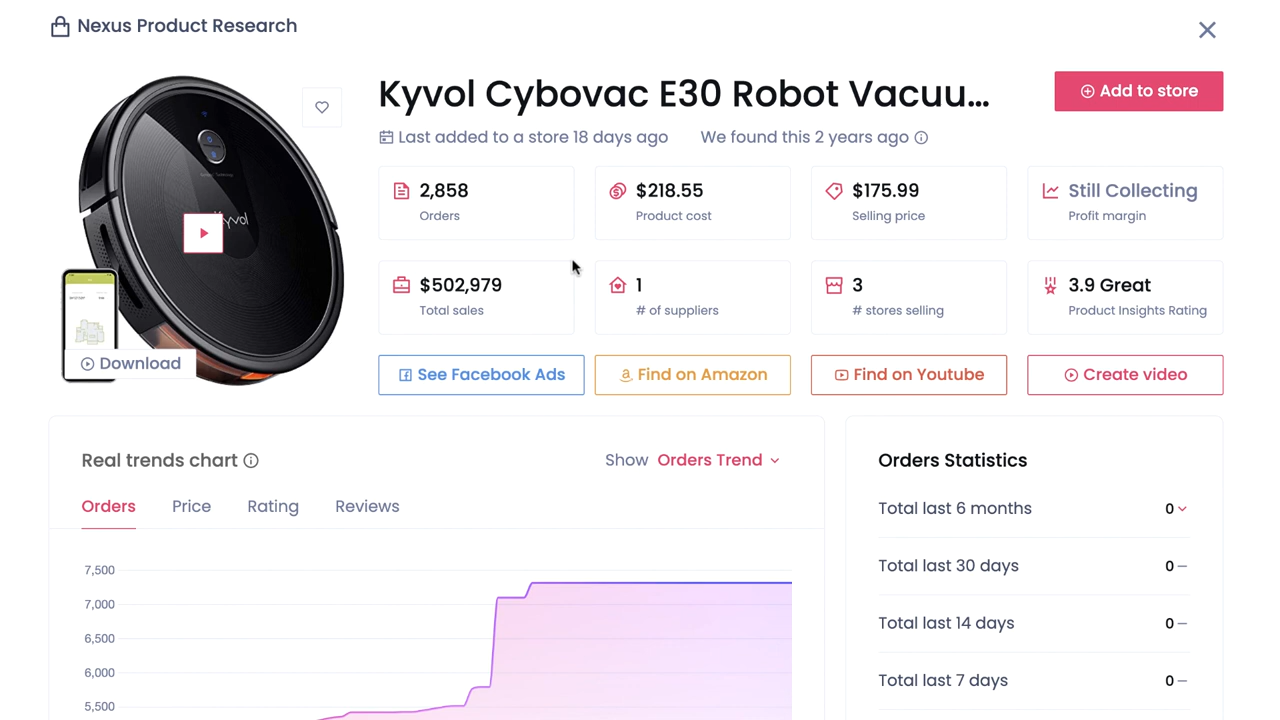 Nexus Product Research
Kyvol Cybovac E30 Robot Vacuu...
Add to store
Last added to a store 18 days ago
We found this 2 years ago
2,858
Orders
$218.55
Product cost
$175.99
Selling price
Still Collecting
Profit margin
$502,979
Total sales
1
# of suppliers
3
# stores selling
3.9 Great
Product Insights Rating
Download
See Facebook Ads
Find on Amazon
Find on Youtube
Create video
Real trends chart
Show Orders Trend
Orders
Price
Rating
Reviews
7,500
7,000
6,500
6,000
5,500
Orders Statistics
Total last 6 months
0
Total last 30 days
0
Total last 14 days
0
Total last 7 days
0